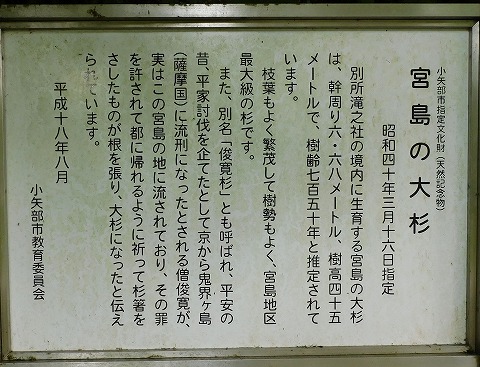 小矢部市指定文化財（天然記念物）
宮島の大杉
昭和四十年三月十六日指定
別所滝之社の境内に生育する宮島の大杉
は、幹周り六・六八メートル、樹高四十五
メートルで、樹齢七百五十年と推定されて
います。
枝葉もよく繁茂して樹勢もよく、宮島地区
最大級の杉です。
また、別名「俊寛杉」とも呼ばれ、平安の
昔、平家討伐を企てたとして京から鬼界ヶ島
（薩摩国）に流刑になったとされる僧俊寛が、
実はこの宮島の地に流されており、その罪
を許されて都に帰れるように祈って杉箸を
さしたものが根を張り、大杉になったと伝え
られています。
平成十八年八月
小矢部市教育委員会